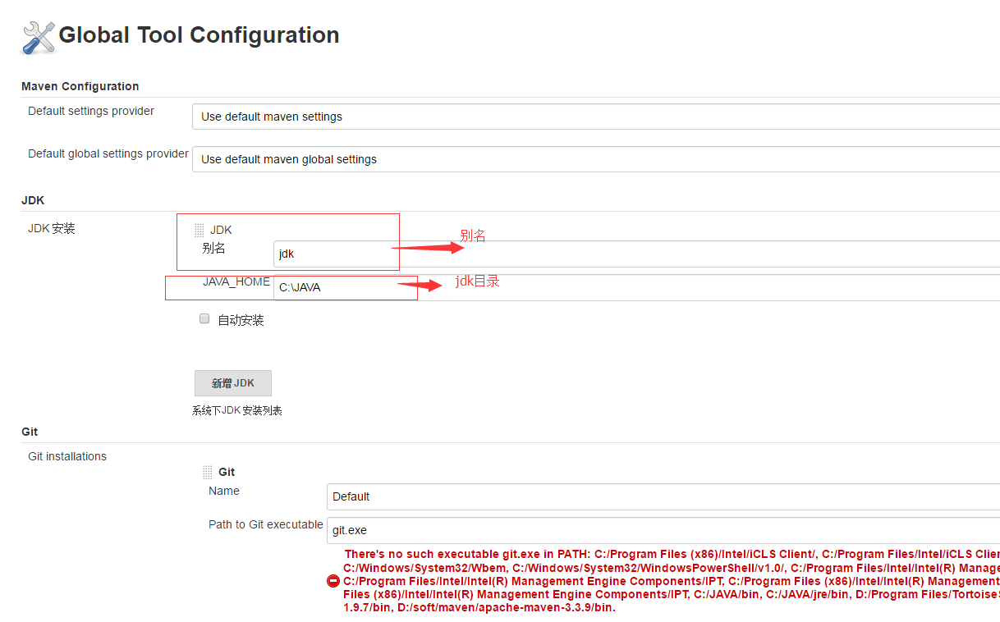 Global Tool Configuration
Maven Configuration
Default settings provider
Use default maven settings
Default global settings provider
Use default maven global settings
JDK
JDK 安装
JDK
别名
jdk
别名
JAVA_HOME
C:\JAVA
jdk目录
自动安装
新增 JDK
系统下JDK 安装列表
Git
Git installations
Git
Name
Default
Path to Git executable
git.exe
There's no such executable git.exe in PATH: C:/Program Files (x86)/Intel/iCLS Client/, C:/Program Files/Intel/iCLS
C:/Windows/System32/Wbem, C:/Windows/System32/WindowsPowerShell/v1.0/, C:/Program Files/Intel/Intel(R)
C:/Program Files/Intel/Intel(R) Management Engine Components/IPT, C:/Program Files (x86)/Intel/Intel(R) Management
Files (x86)/Intel/Intel(R) Management Engine Components/IPT, C:/JAVA/bin, C:/JAVA/jre/bin, D:/Program
1.9.7/bin, D:/soft/maven/apache-maven-3.3.9/bin.